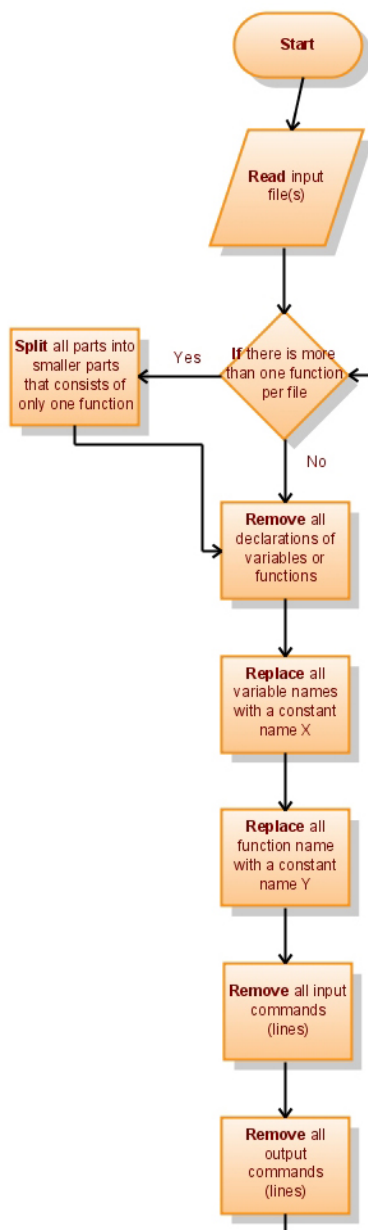 Start
Read input
file(s)
If there is more
than one function
per file
Yes
Split all parts into
smaller parts
that consists of
only one function
No
Remove all
declarations of
variables or
functions
Replace all
variable names
with a constant
name X
Replace all
function name
with a constant
name Y
Remove all input
commands
(lines)
Remove all
output
commands
(lines)